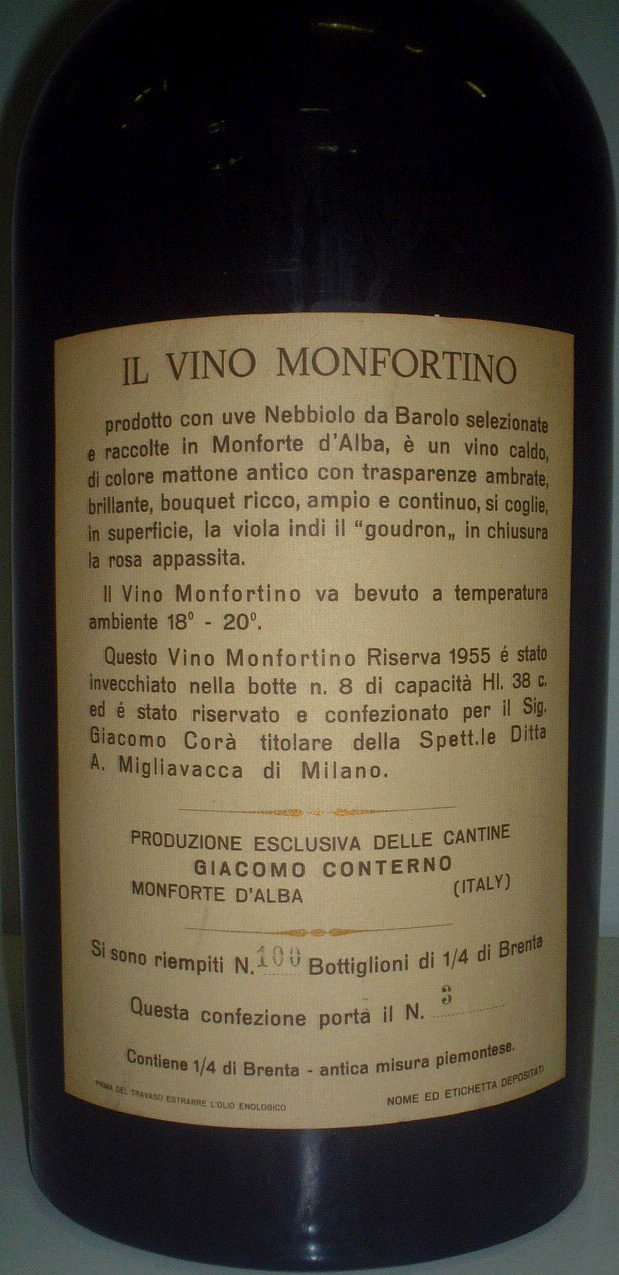 IL VINO MONFORTINO
prodotto con uve Nebbiolo da Barolo selezionate
e raccolte in Monforte d'Alba, è un vino caldo,
di colore mattone antico con trasparenze ambrate,
brillante, bouquet ricco, ampio e continuo, si coglie,
in superficie, la viola indi il "goudron„ in chiusura
la rosa appassita.
Il Vino Monfortino va bevuto a temperatura
ambiente 18⁰ - 20⁰.
Questo Vino Monfortino Riserva 1955 é stato
invecchiato nella botte n. 8 di capacità Hl. 38 c.
ed é stato riservato e confezionato per il Sig.
Giacomo Corà titolare della Spett.le Ditta
A. Migliavacca di Milano.
PRODUZIONE ESCLUSIVA DELLE CANTINE
GIACOMO CONTERNO
MONFORTE D'ALBA (ITALY)
Si sono riempiti N. 100 Bottiglioni di 1/4 di Brenta
Questa confezione porta il N. 3
Contiene 1/4 di Brenta - antica misura piemontese.
PRIMA DEL TRAVASO ESTRARRE L'OLIO ENOLOGICO
NOME ED ETICHETTA DEPOSITATI